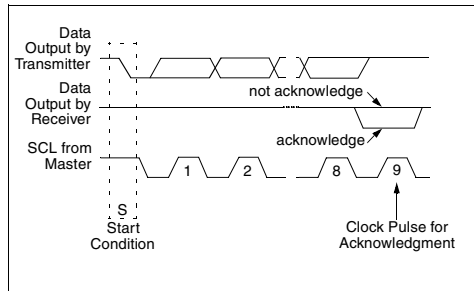 Data
Output by
Transmitter
Data
Output by
Receiver
not acknowledge
acknowledge
SCL from
Master
1 2 8 9
S
Start
Condition
Clock Pulse for
Acknowledgment